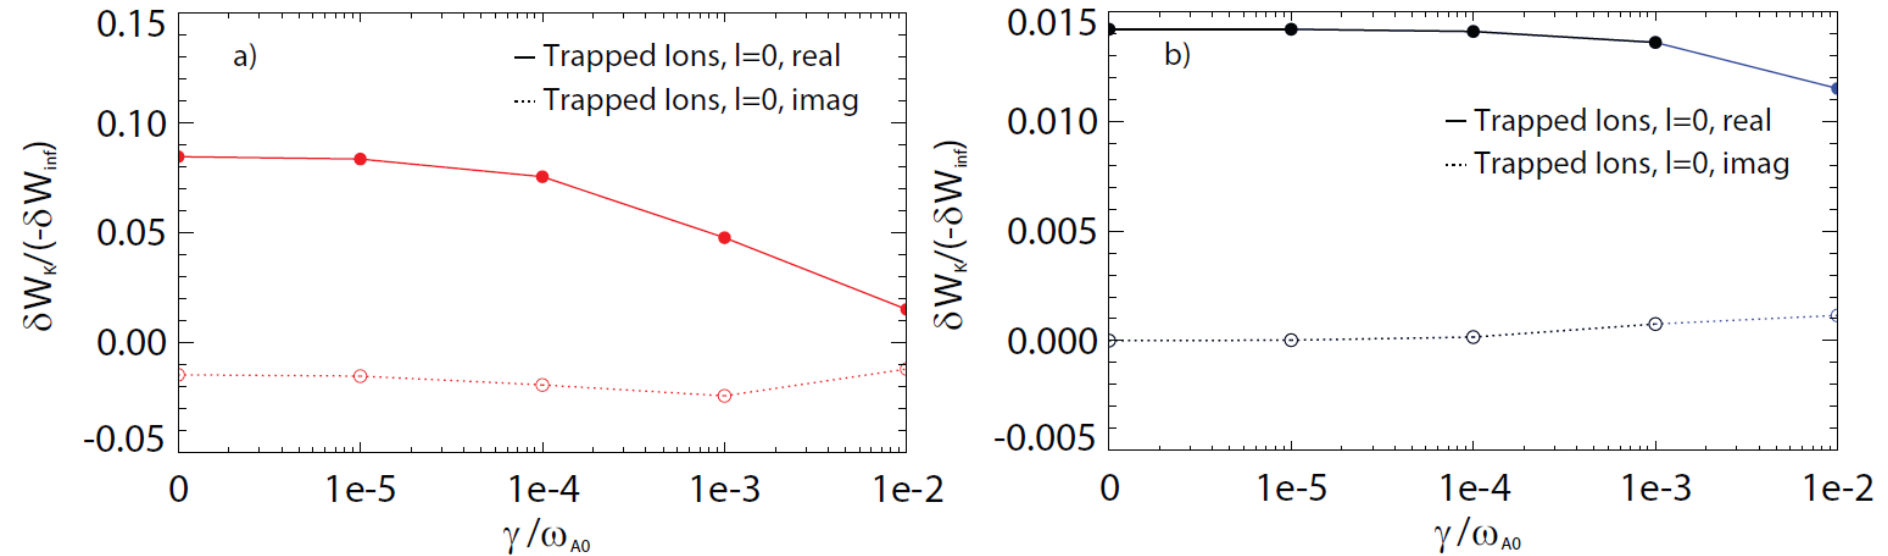 a)
Trapped Ions, l=0, real
Trapped Ions, l=0, imag
0.15
0.10
0.05
0.00
-0.05
δW_K/(-δW_inf)
0
1e-5
1e-4
1e-3
1e-2
γ/ω_A0
b)
Trapped Ions, l=0, real
Trapped Ions, l=0, imag
0.015
0.010
0.005
0.000
-0.005
δW_K/(-δW_inf)
0
1e-5
1e-4
1e-3
1e-2
γ/ω_A0